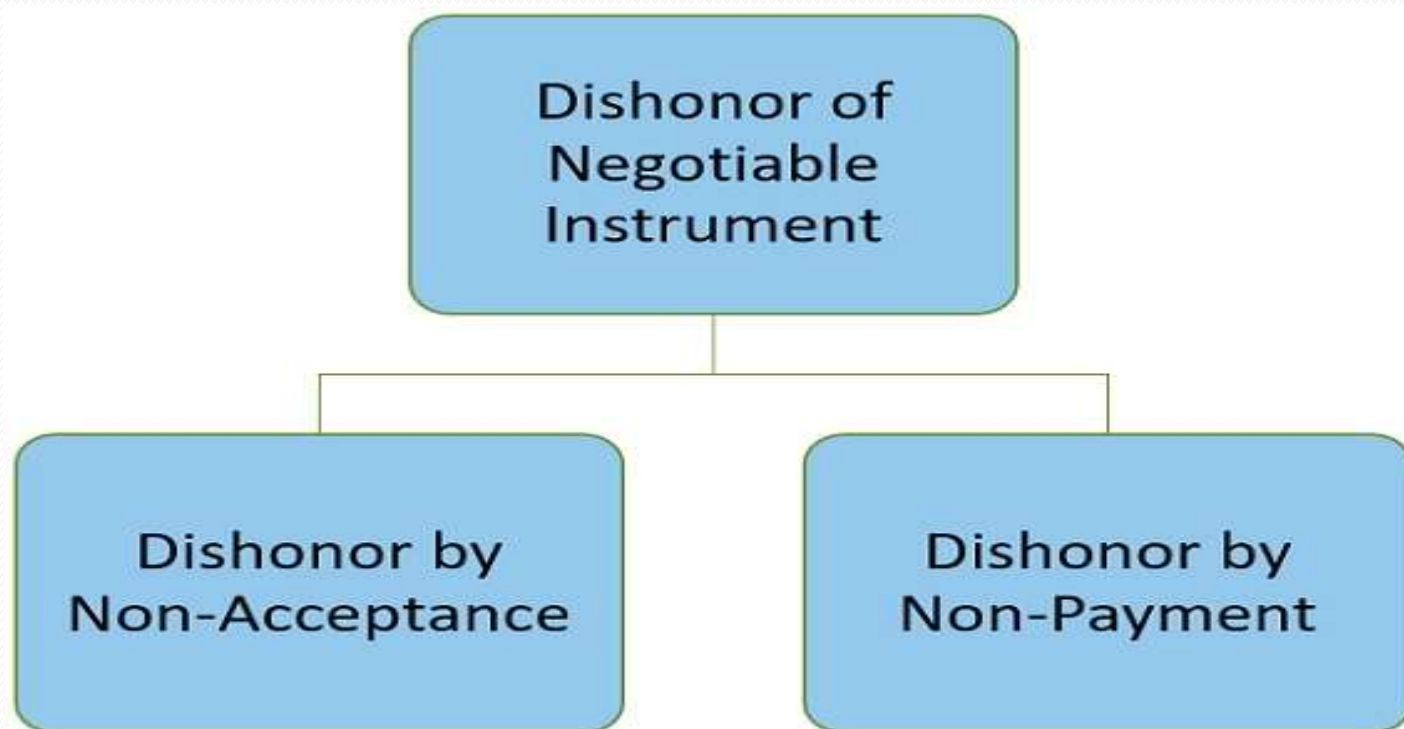 Dishonor of
Negotiable
Instrument
Dishonor by
Non-Acceptance
Dishonor by
Non-Payment